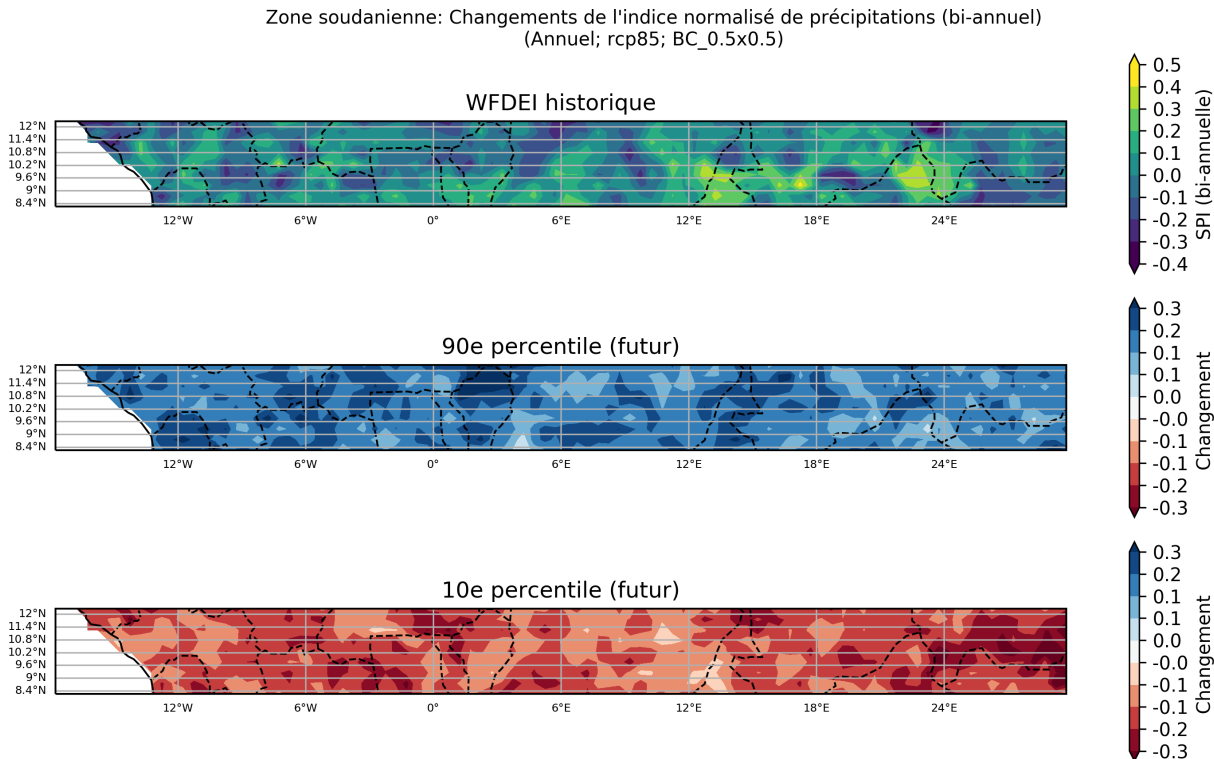 Zone soudanienne: Changements de l'indice normalisé de précipitations (bi-annuel)
(Annuel; rcp85; BC_0.5x0.5)
WFDEI historique
12°N
11.4°N
10.8°N
10.2°N
9.6°N
9°N
8.4°N
12°W 6°W 0° 6°E 12°E 18°E 24°E
0.5
0.4
0.3
0.2
0.1
0.0
-0.1
-0.2
-0.3
-0.4
SPI (bi-annuelle)
90e percentile (futur)
12°N
11.4°N
10.8°N
10.2°N
9.6°N
9°N
8.4°N
12°W 6°W 0° 6°E 12°E 18°E 24°E
0.3
0.2
0.1
0.1
0.0
-0.0
-0.1
-0.1
-0.2
-0.3
Changement
10e percentile (futur)
12°N
11.4°N
10.8°N
10.2°N
9.6°N
9°N
8.4°N
12°W 6°W 0° 6°E 12°E 18°E 24°E
0.3
0.2
0.1
0.1
0.0
-0.0
-0.1
-0.1
-0.2
-0.3
Changement